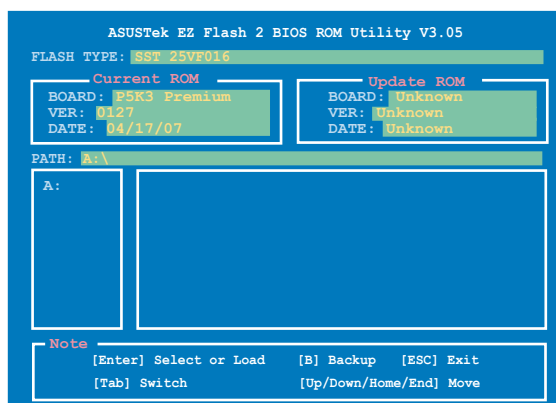 ASUSTek EZ Flash 2 BIOS ROM Utility V3.05
FLASH TYPE: SST 25VF016
Current ROM
BOARD: P5K3 Premium
VER: 0127
DATE: 04/17/07
Update ROM
BOARD: Unknown
VER: Unknown
DATE: Unknown
PATH: A:\
A:
Note
[Enter] Select or Load [B] Backup [ESC] Exit
[Tab] Switch [Up/Down/Home/End] Move